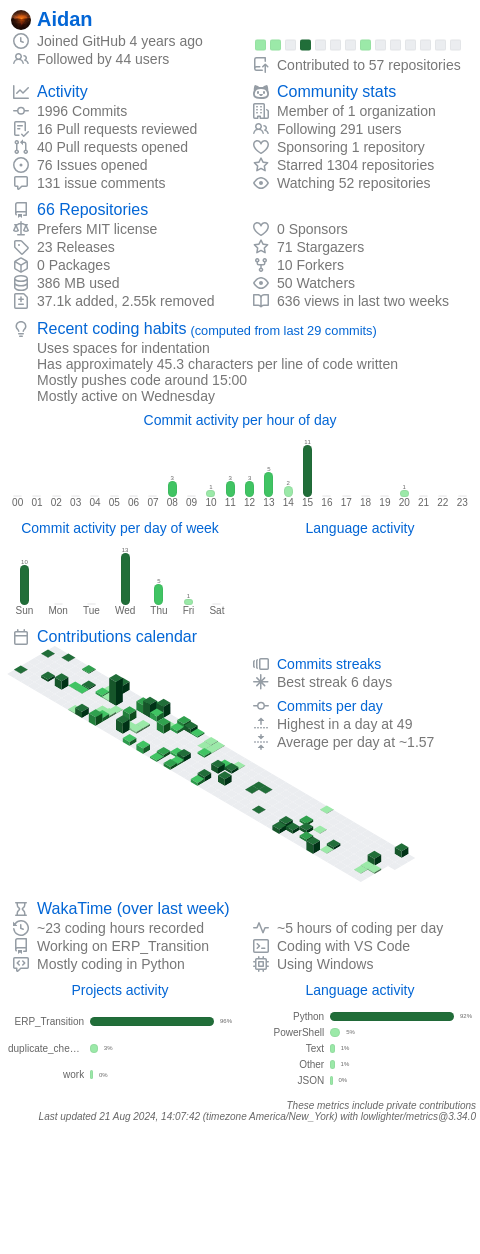 Aidan
Joined GitHub 4 years ago
Followed by 44 users
Contributed to 57 repositories
Activity
1996 Commits
16 Pull requests reviewed
40 Pull requests opened
76 Issues opened
131 issue comments
Community stats
Member of 1 organization
Following 291 users
Sponsoring 1 repository
Starred 1304 repositories
Watching 52 repositories
66 Repositories
Prefers MIT license
23 Releases
0 Packages
386 MB used
37.1k added, 2.55k removed
0 Sponsors
71 Stargazers
10 Forkers
50 Watchers
636 views in last two weeks
Recent coding habits (computed from last 29 commits)
Uses spaces for indentation
Has approximately 45.3 characters per line of code written
Mostly pushes code around 15:00
Mostly active on Wednesday
Commit activity per hour of day
3 1 3 3 5 2 11 1
00 01 02 03 04 05 06 07 08 09 10 11 12 13 14 15 16 17 18 19 20 21 22 23
Commit activity per day of week
10 13 5 1
Sun Mon Tue Wed Thu Fri Sat
Language activity
Contributions calendar
Commits streaks
Best streak 6 days
Commits per day
Highest in a day at 49
Average per day at ~1.57
WakaTime (over last week)
~23 coding hours recorded
Working on ERP_Transition
Mostly coding in Python
~5 hours of coding per day
Coding with VS Code
Using Windows
Projects activity
ERP_Transition 96%
duplicate_che... 3%
work 0%
Language activity
Python 92%
PowerShell 5%
Text 1%
Other 1%
JSON 0%
These metrics include private contributions
Last updated 21 Aug 2024, 14:07:42 (timezone America/New_York) with lowlighter/metrics@3.34.0